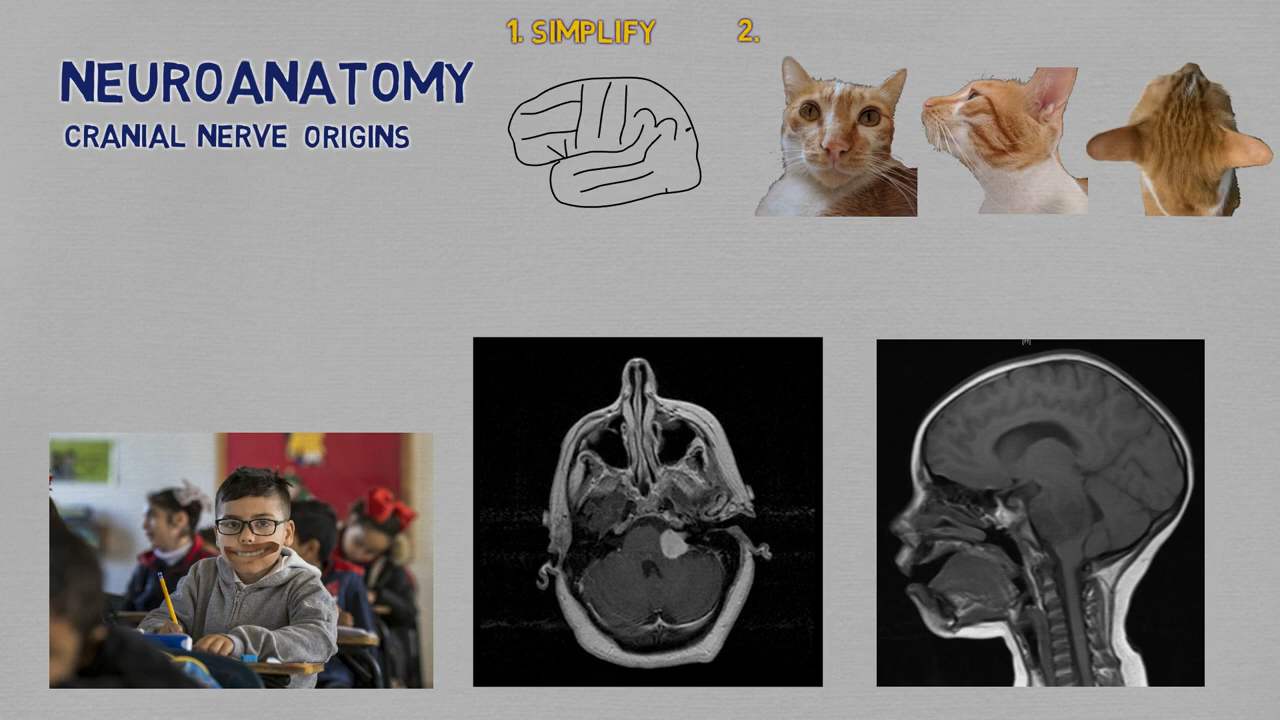 NEUROANATOMY
CRANIAL NERVE ORIGINS
1. SIMPLIFY
2.
[H]